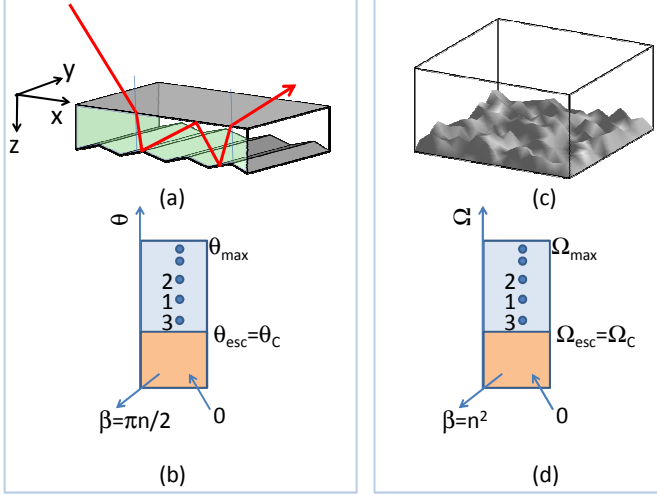 y
x
z
(a)
θ
θmax
2
1
3
θesc=θC
β=πn/2
0
(b)
(c)
Ω
Ωmax
2
1
3
Ωesc=ΩC
β=n²
0
(d)